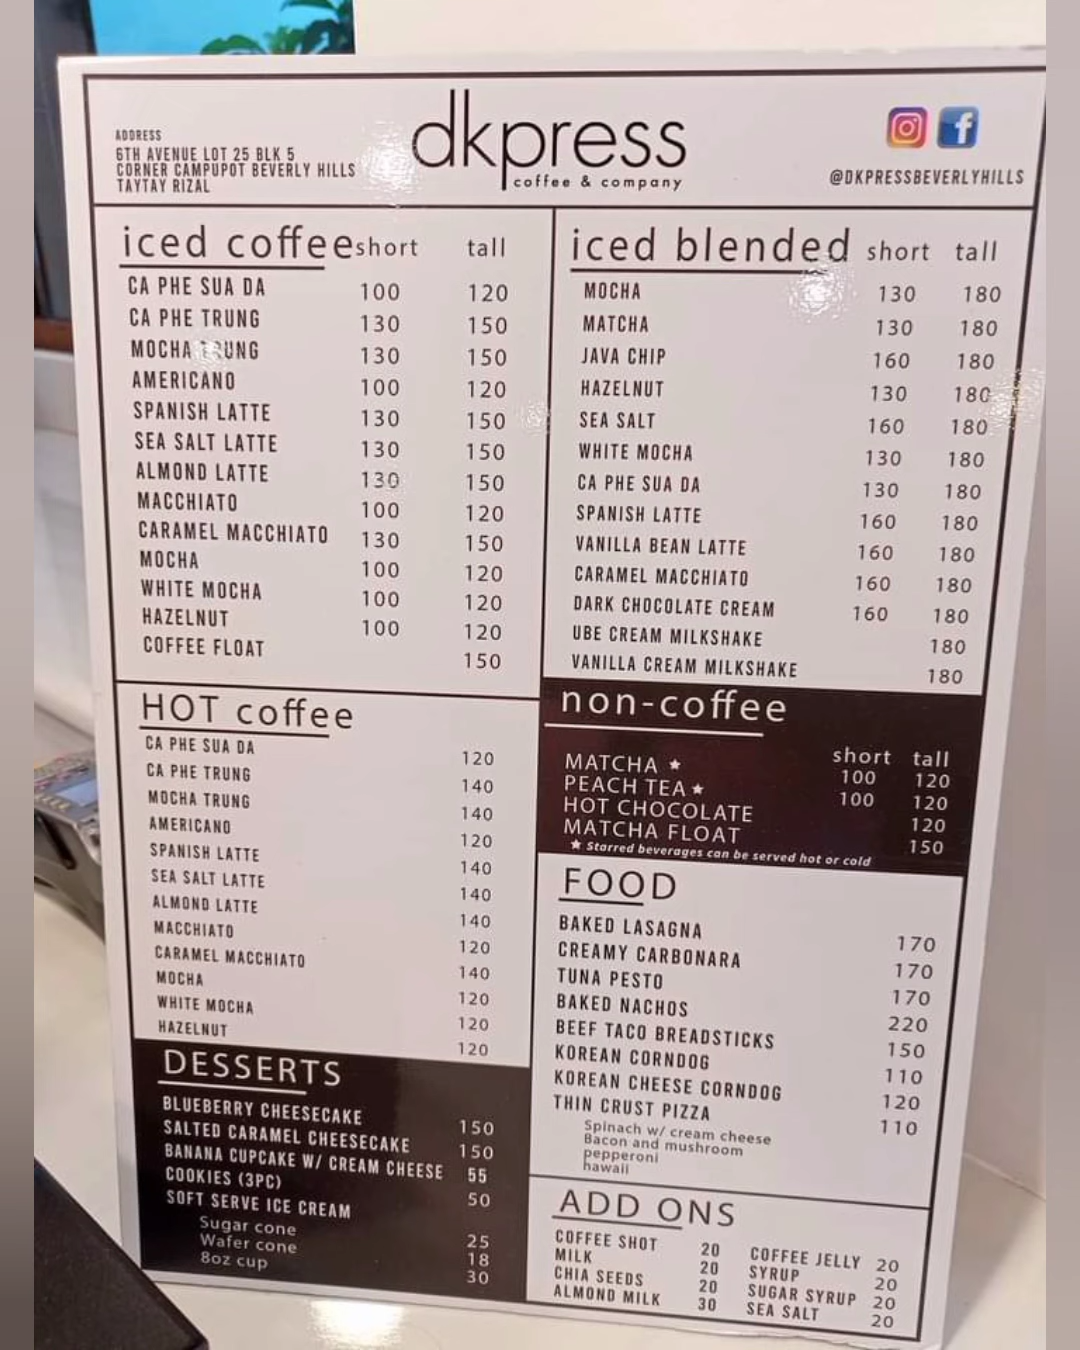 ADDRESS
6TH AVENUE LOT 25 BLK 5
CORNER CAMPUPOT BEVERLY HILLS
TAYTAY RIZAL
dkpress
coffee & company
@DKPRESSBEVERLYHILLS
iced coffee short tall
CA PHE SUA DA 100 120
CA PHE TRUNG 130 150
MOCHA TRUNG 130 150
AMERICANO 100 120
SPANISH LATTE 130 150
SEA SALT LATTE 130 150
ALMOND LATTE 130 150
MACCHIATO 100 120
CARAMEL MACCHIATO 130 150
MOCHA 100 120
WHITE MOCHA 100 120
HAZELNUT 100 120
COFFEE FLOAT 150
HOT coffee
CA PHE SUA DA 120
CA PHE TRUNG 140
MOCHA TRUNG 140
AMERICANO 120
SPANISH LATTE 140
SEA SALT LATTE 140
ALMOND LATTE 140
MACCHIATO 120
CARAMEL MACCHIATO 140
MOCHA 120
WHITE MOCHA 120
HAZELNUT 120
DESSERTS
BLUEBERRY CHEESECAKE 150
SALTED CARAMEL CHEESECAKE 150
BANANA CUPCAKE W/ CREAM CHEESE 55
COOKIES (3PC) 50
SOFT SERVE ICE CREAM
Sugar cone 25
Wafer cone 18
8oz cup 30
iced blended short tall
MOCHA 130 180
MATCHA 130 180
JAVA CHIP 160 180
HAZELNUT 130 180
SEA SALT 160 180
WHITE MOCHA 130 180
CA PHE SUA DA 130 180
SPANISH LATTE 160 180
VANILLA BEAN LATTE 160 180
CARAMEL MACCHIATO 160 180
DARK CHOCOLATE CREAM 160 180
UBE CREAM MILKSHAKE 180
VANILLA CREAM MILKSHAKE 180
non-coffee
short tall
MATCHA ★ 100 120
PEACH TEA ★ 100 120
HOT CHOCOLATE 120
MATCHA FLOAT 150
★ Starred beverages can be served hot or cold
FOOD
BAKED LASAGNA 170
CREAMY CARBONARA 170
TUNA PESTO 170
BAKED NACHOS 220
BEEF TACO BREADSTICKS 150
KOREAN CORNDOG 110
KOREAN CHEESE CORNDOG 120
THIN CRUST PIZZA 110
Spinach w/ cream cheese
Bacon and mushroom
pepperoni
hawaii
ADD ONS
COFFEE SHOT 20 COFFEE JELLY 20
MILK 20 SYRUP 20
CHIA SEEDS 20 SUGAR SYRUP 20
ALMOND MILK 30 SEA SALT 20